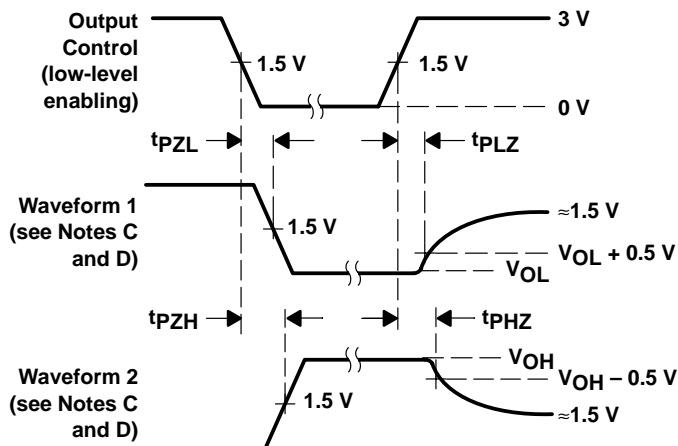 Output
Control
(low-level
enabling)
3 V
1.5 V
1.5 V
0 V
tPZL
tPLZ
Waveform 1
(see Notes C
and D)
1.5 V
≈1.5 V
VOL + 0.5 V
VOL
tPZH
tPHZ
Waveform 2
(see Notes C
and D)
1.5 V
VOH
VOH – 0.5 V
≈1.5 V